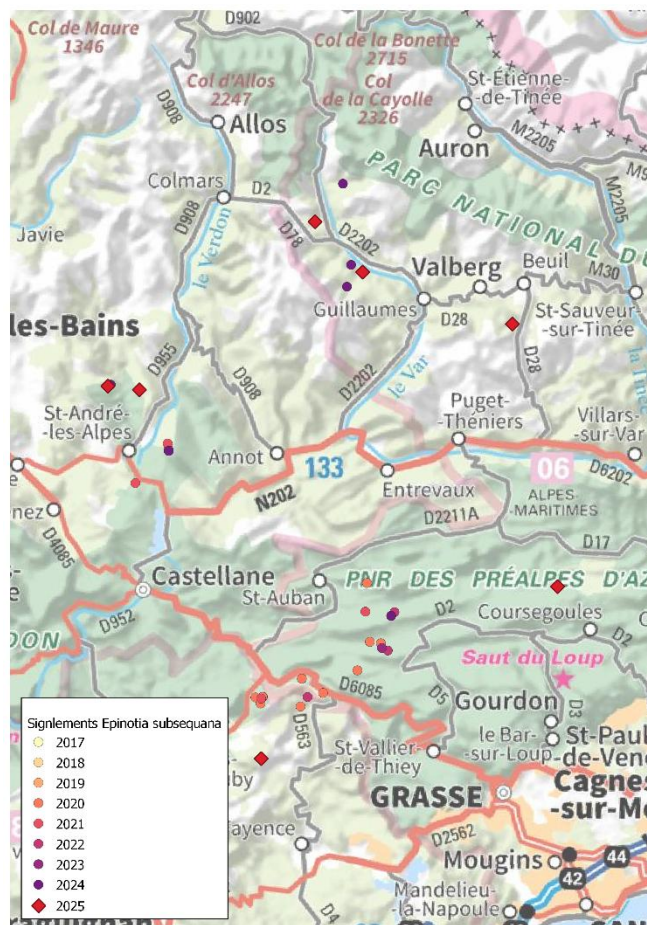 Col de Maure
1346
D902
Col de la Bonette
2715
Col d'Allos
2247
Col
de la Cayolle
2326
St-Étienne-
-de-Tinée
D908
Allos
Auron
M2205
M9
PARC NATIONAL DU
M2205
Colmars
D2
Javie
D908
le Verdon
D78
D2202
Valberg
Beuil
M30
Guillaumes
D28
St-Sauveur-
-sur-Tinée
les-Bains
D955
D28
la Tinée
D908
D2202
le Var
St-André-
-les-Alpes
Puget-
-Théniers
Villars-
-sur-Var
Annot
133
06
D6202
N202
Entrevaux
ALPES-
-MARITIMES
nez
D2211A
D4085
D17
Castellane
PNR DES PRÉALPES D'AZ
St-Auban
D952
D2
Coursegoules
DON
D2
Saut du Loup
D6085
D5
Gourdon
D3
D563
St-Vallier-
-de-Thiey
le Bar-
-sur-Loup
St-Paul
-de-Ven
by
GRASSE
Cagnes
-sur-Me
ayence
D2562
Mougins
44
42
D4
Mandelieu-
-la-Napoule
Signlements Epinotia subsequana
2017
2018
2019
2020
2021
2022
2023
2024
2025